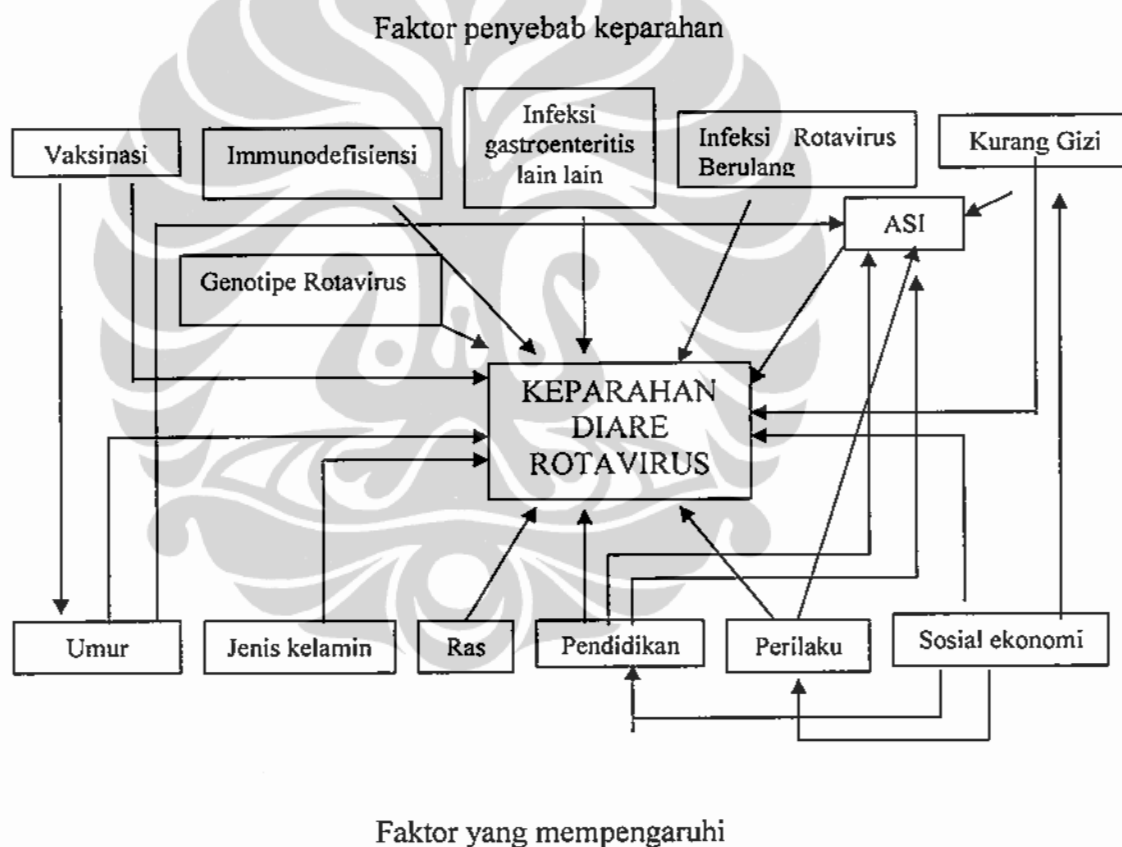 Faktor penyebab keparahan
Vaksinasi
Immunodefisiensi
Infeksi
gastroenteritis
lain lain
Infeksi Rotavirus
Berulang
Kurang Gizi
ASI
Genotipe Rotavirus
KEPARAHAN
DIARE
ROTAVIRUS
Umur
Jenis kelamin
Ras
Pendidikan
Perilaku
Sosial ekonomi
Faktor yang mempengaruhi